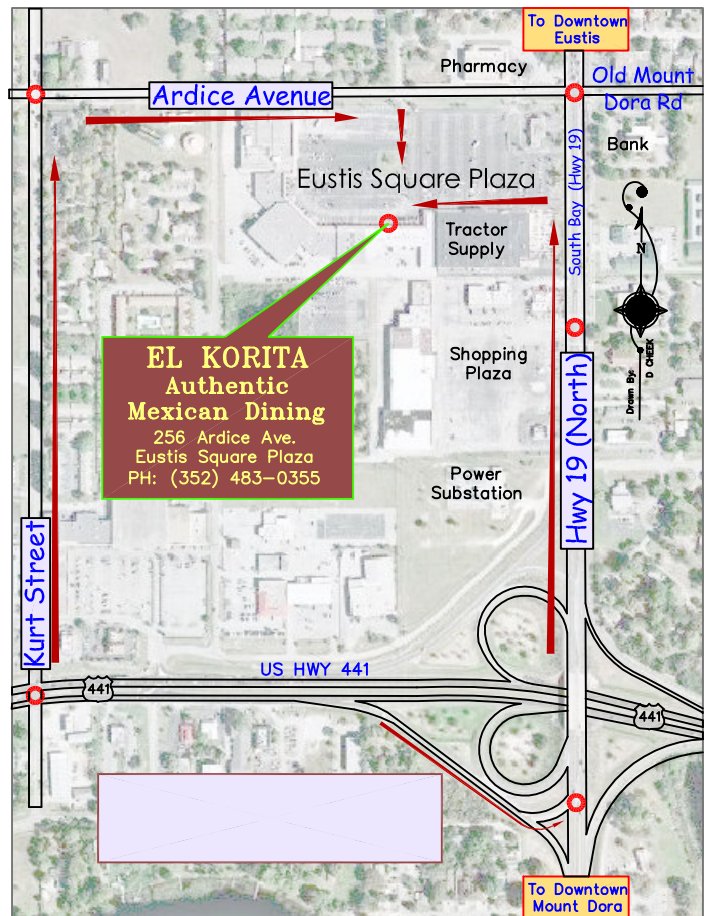 To Downtown
Eustis
Pharmacy
Ardice Avenue
Old Mount
Dora Rd
Bank
South Bay (Hwy 19)
Eustis Square Plaza
Tractor
Supply
N
EL KORITA
Authentic
Mexican Dining
256 Ardice Ave.
Eustis Square Plaza
PH: (352) 483-0355
Shopping
Plaza
Drawn By:
D CHEEK
Hwy 19 (North)
Power
Substation
Kurt Street
US HWY 441
441
441
To Downtown
Mount Dora